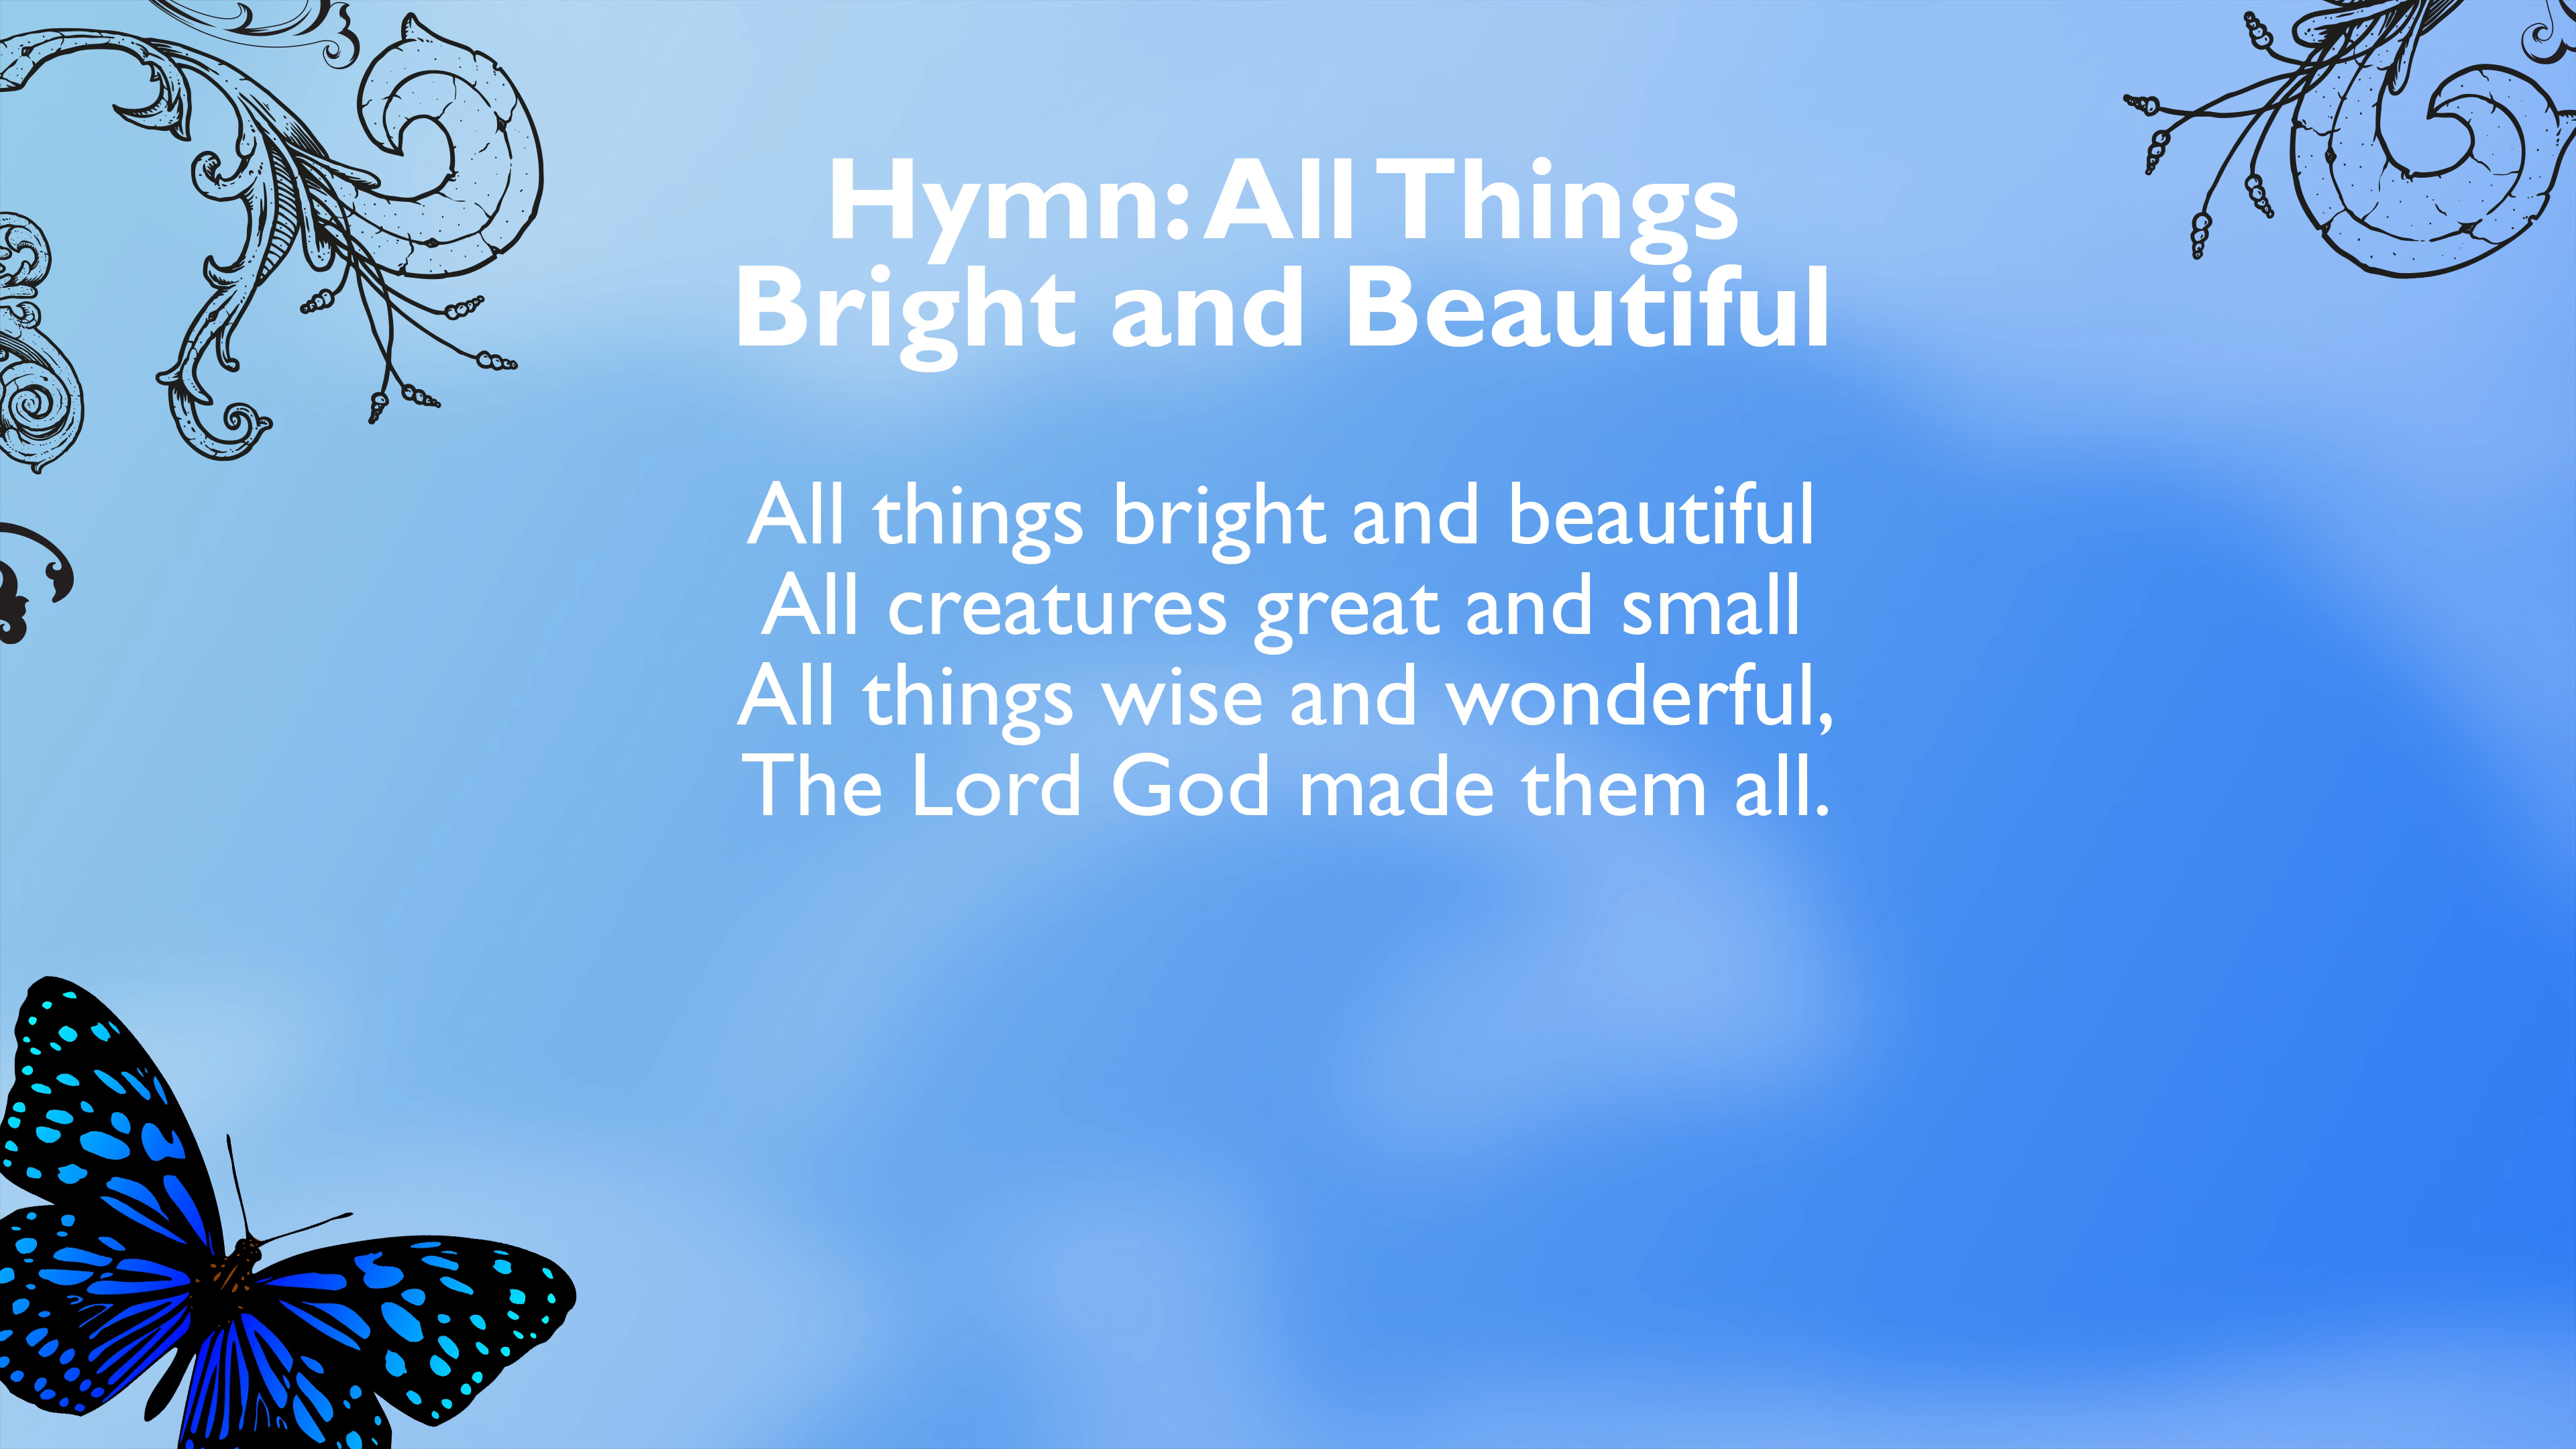 Hymn: All Things
Bright and Beautiful
All things bright and beautiful
All creatures great and small
All things wise and wonderful,
The Lord God made them all.